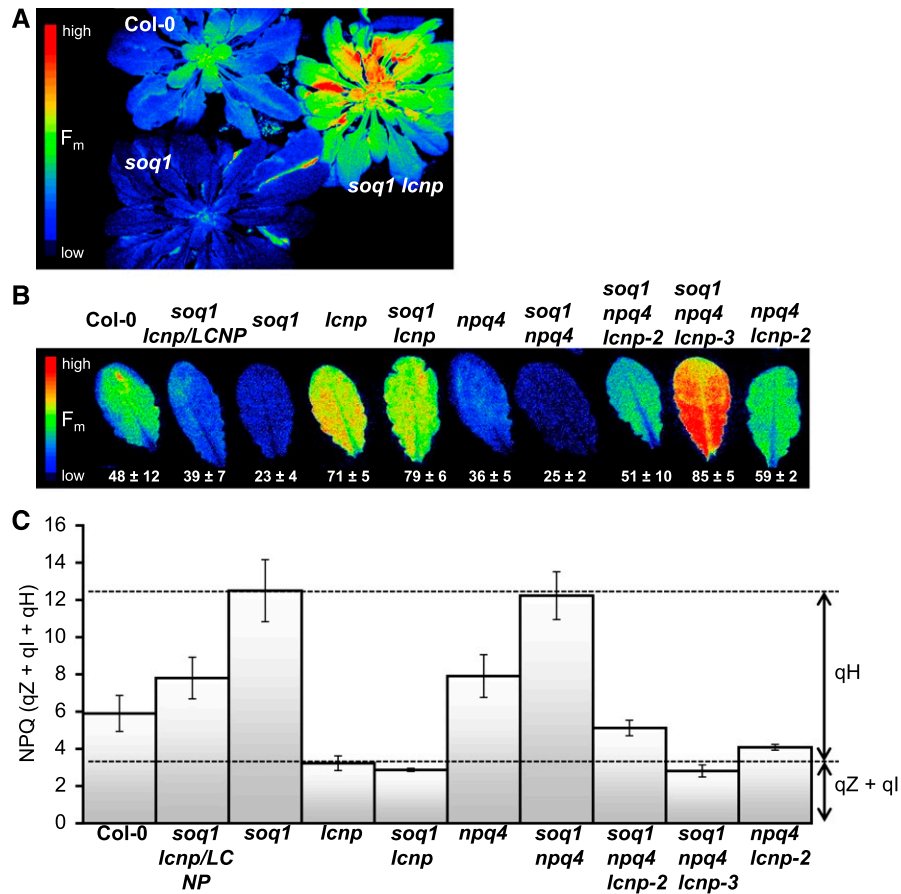 A
high
Fm
low
Col-0
soq1
soq1 lcnp
B
Col-0
soq1
lcnp/LCNP
soq1
lcnp
soq1
lcnp
npq4
soq1
npq4
soq1
npq4
lcnp-2
soq1
npq4
lcnp-3
npq4
lcnp-2
high
Fm
low
48 ± 12
39 ± 7
23 ± 4
71 ± 5
79 ± 6
36 ± 5
25 ± 2
51 ± 10
85 ± 5
59 ± 2
C
NPQ (qZ + qI + qH)
16
14
12
10
8
6
4
2
0
qH
qZ + qI
Col-0
soq1
lcnp/LC
NP
soq1
lcnp
soq1
lcnp
npq4
soq1
npq4
soq1
npq4
lcnp-2
soq1
npq4
lcnp-3
npq4
lcnp-2